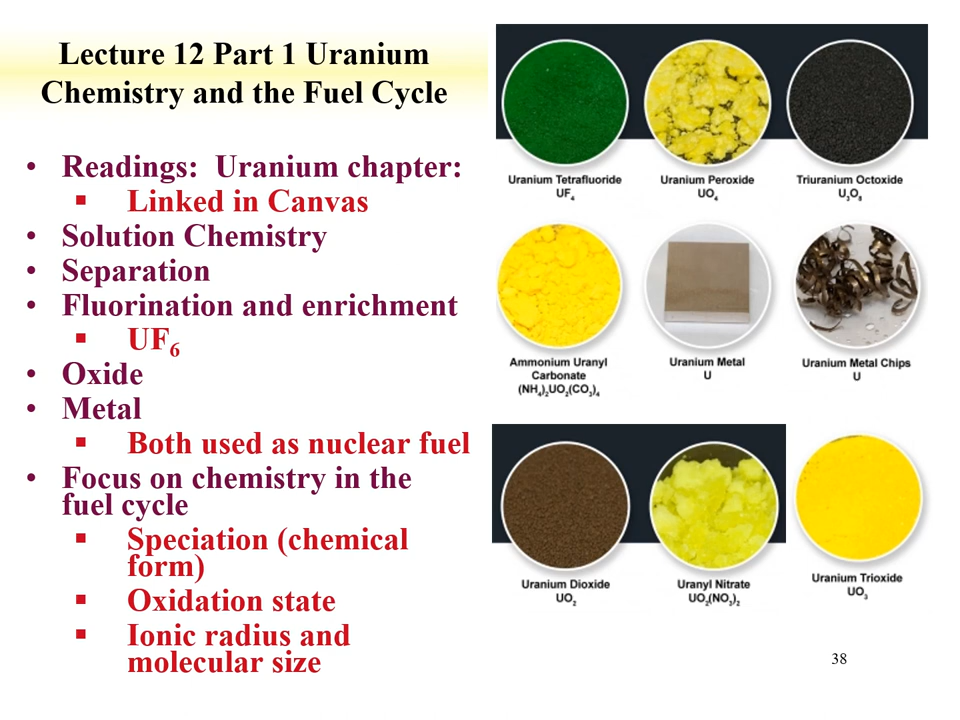 Lecture 12 Part 1 Uranium
Chemistry and the Fuel Cycle
• Readings: Uranium chapter:
▪ Linked in Canvas
• Solution Chemistry
• Separation
• Fluorination and enrichment
▪ UF6
• Oxide
• Metal
▪ Both used as nuclear fuel
• Focus on chemistry in the
fuel cycle
▪ Speciation (chemical
form)
▪ Oxidation state
▪ Ionic radius and
molecular size
Uranium Tetrafluoride
UF4
Uranium Peroxide
UO4
Triuranium Octoxide
U3O8
Ammonium Uranyl
Carbonate
(NH4)2UO2(CO3)4
Uranium Metal
U
Uranium Metal Chips
U
Uranium Dioxide
UO2
Uranyl Nitrate
UO2(NO3)2
Uranium Trioxide
UO3
38